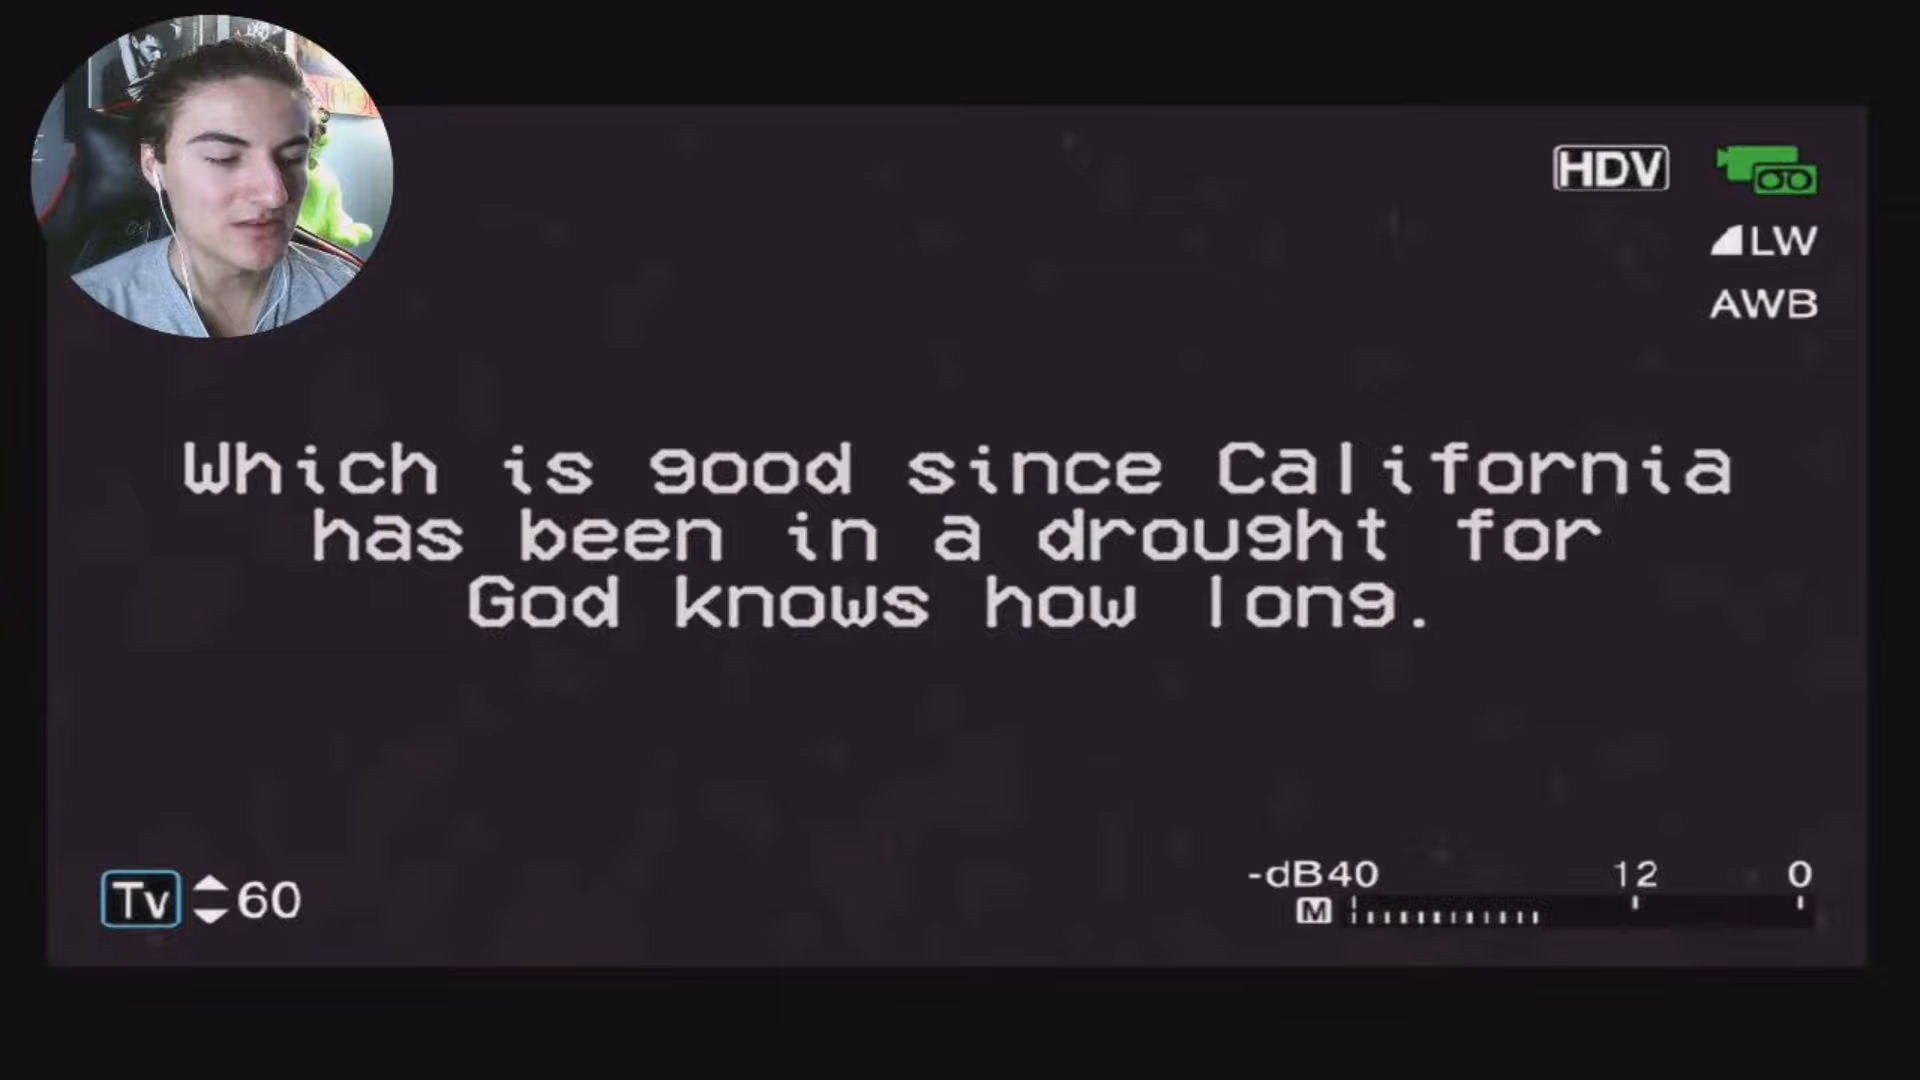 HDV
LW
AWB
Which is good since California
has been in a drought for
God knows how long.
-dB40 12 0
M
Tv 60